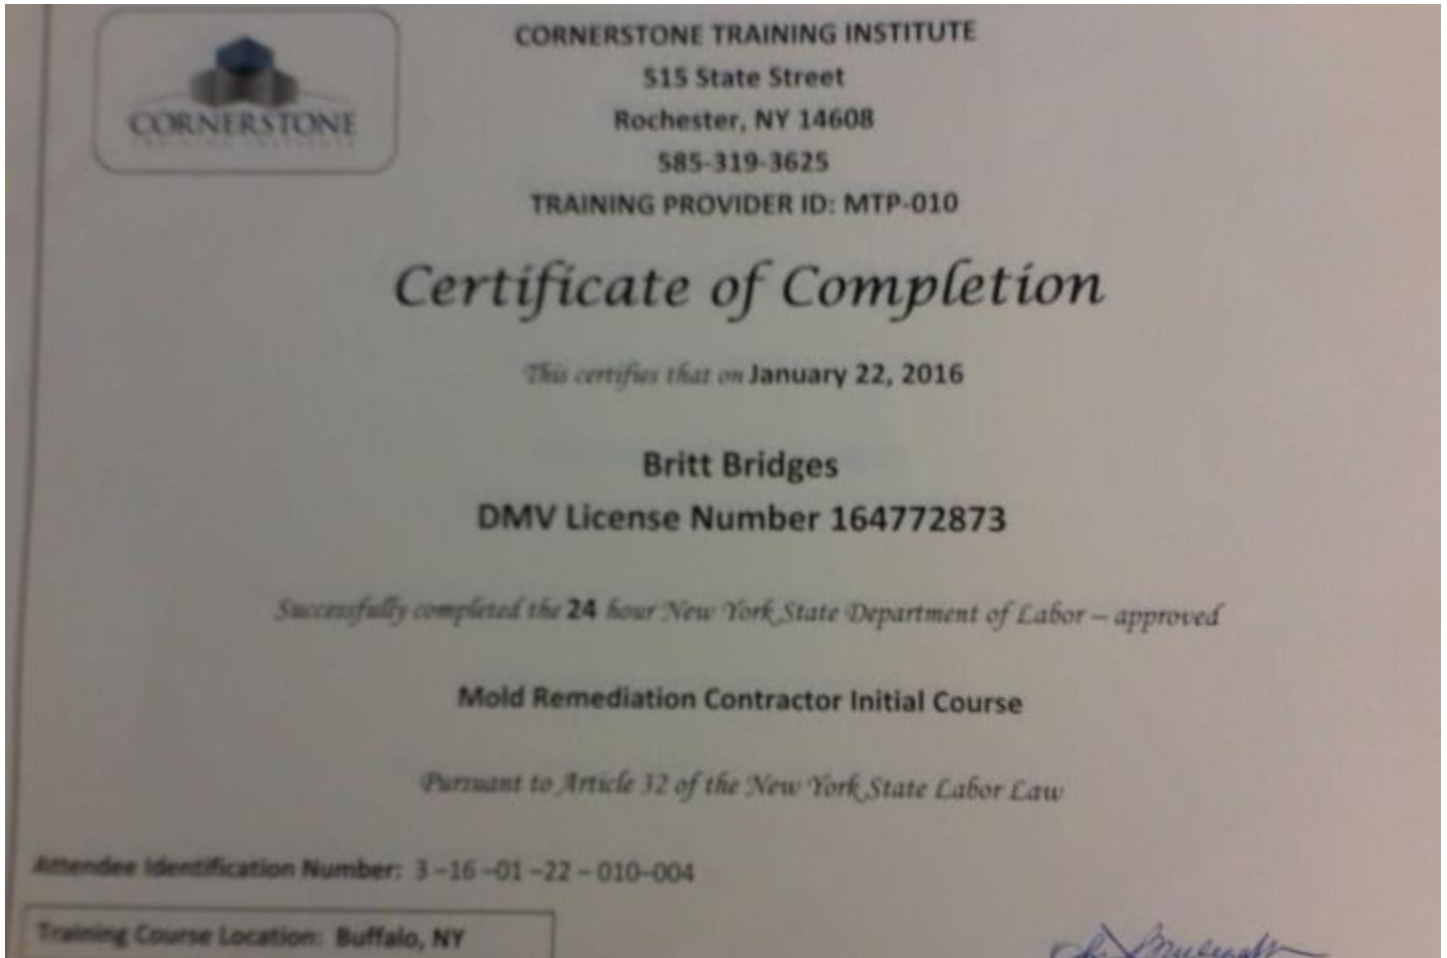 CORNERSTONE
TRAINING INSTITUTE
CORNERSTONE TRAINING INSTITUTE
515 State Street
Rochester, NY 14608
585-319-3625
TRAINING PROVIDER ID: MTP-010
Certificate of Completion
This certifies that on January 22, 2016
Britt Bridges
DMV License Number 164772873
Successfully completed the 24 hour New York State Department of Labor – approved
Mold Remediation Contractor Initial Course
Pursuant to Article 32 of the New York State Labor Law
Attendee Identification Number: 3 –16 –01 –22 – 010–004
Training Course Location: Buffalo, NY